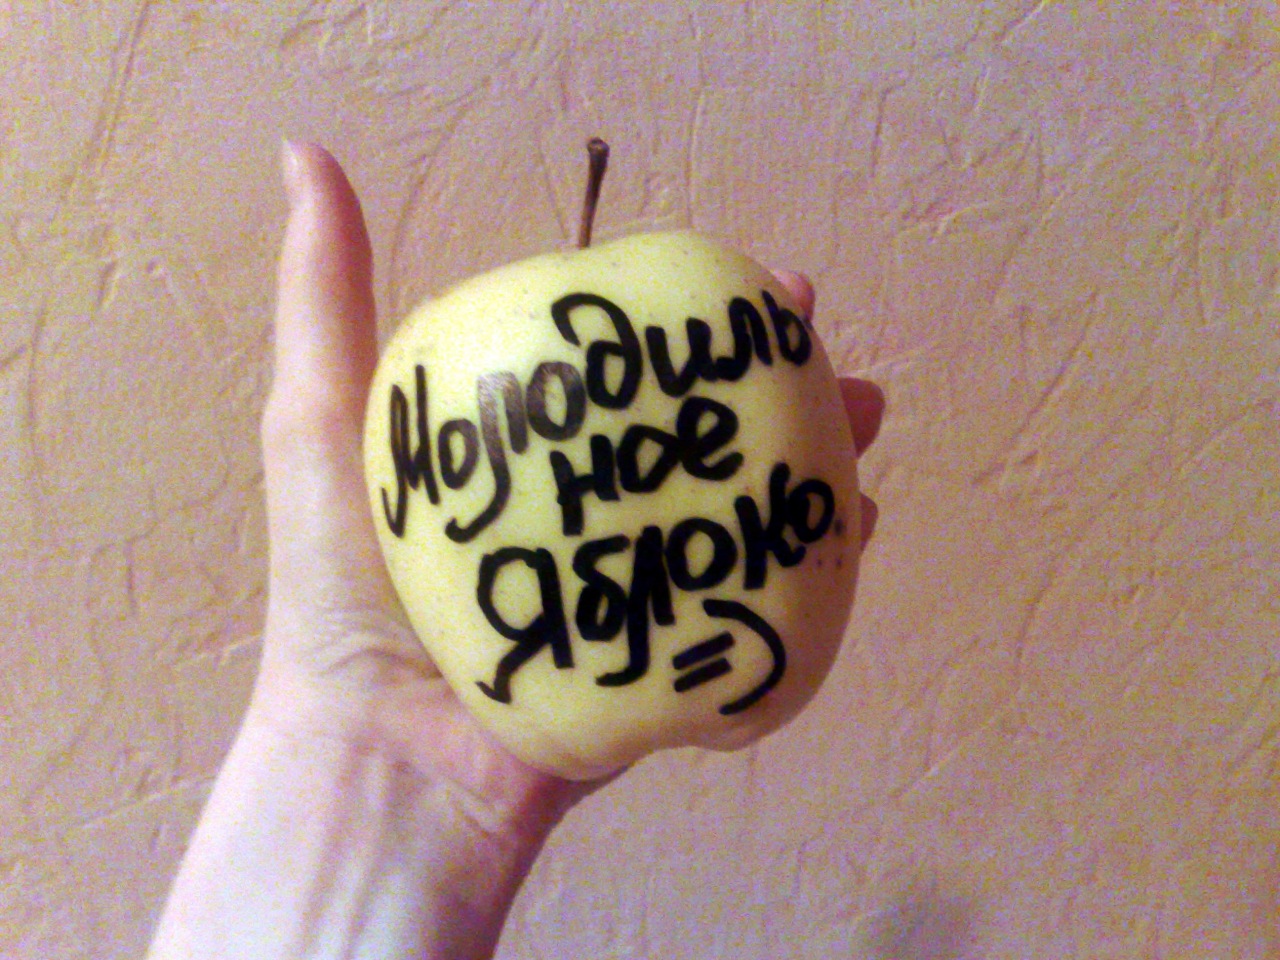 Молодиль
ное
Яблоко
=)